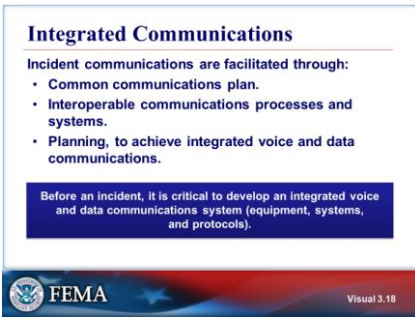 Integrated Communications
Incident communications are facilitated through:
• Common communications plan.
• Interoperable communications processes and
systems.
• Planning, to achieve integrated voice and data
communications.
Before an incident, it is critical to develop an integrated voice
and data communications system (equipment, systems,
and protocols).
FEMA
Visual 3.18